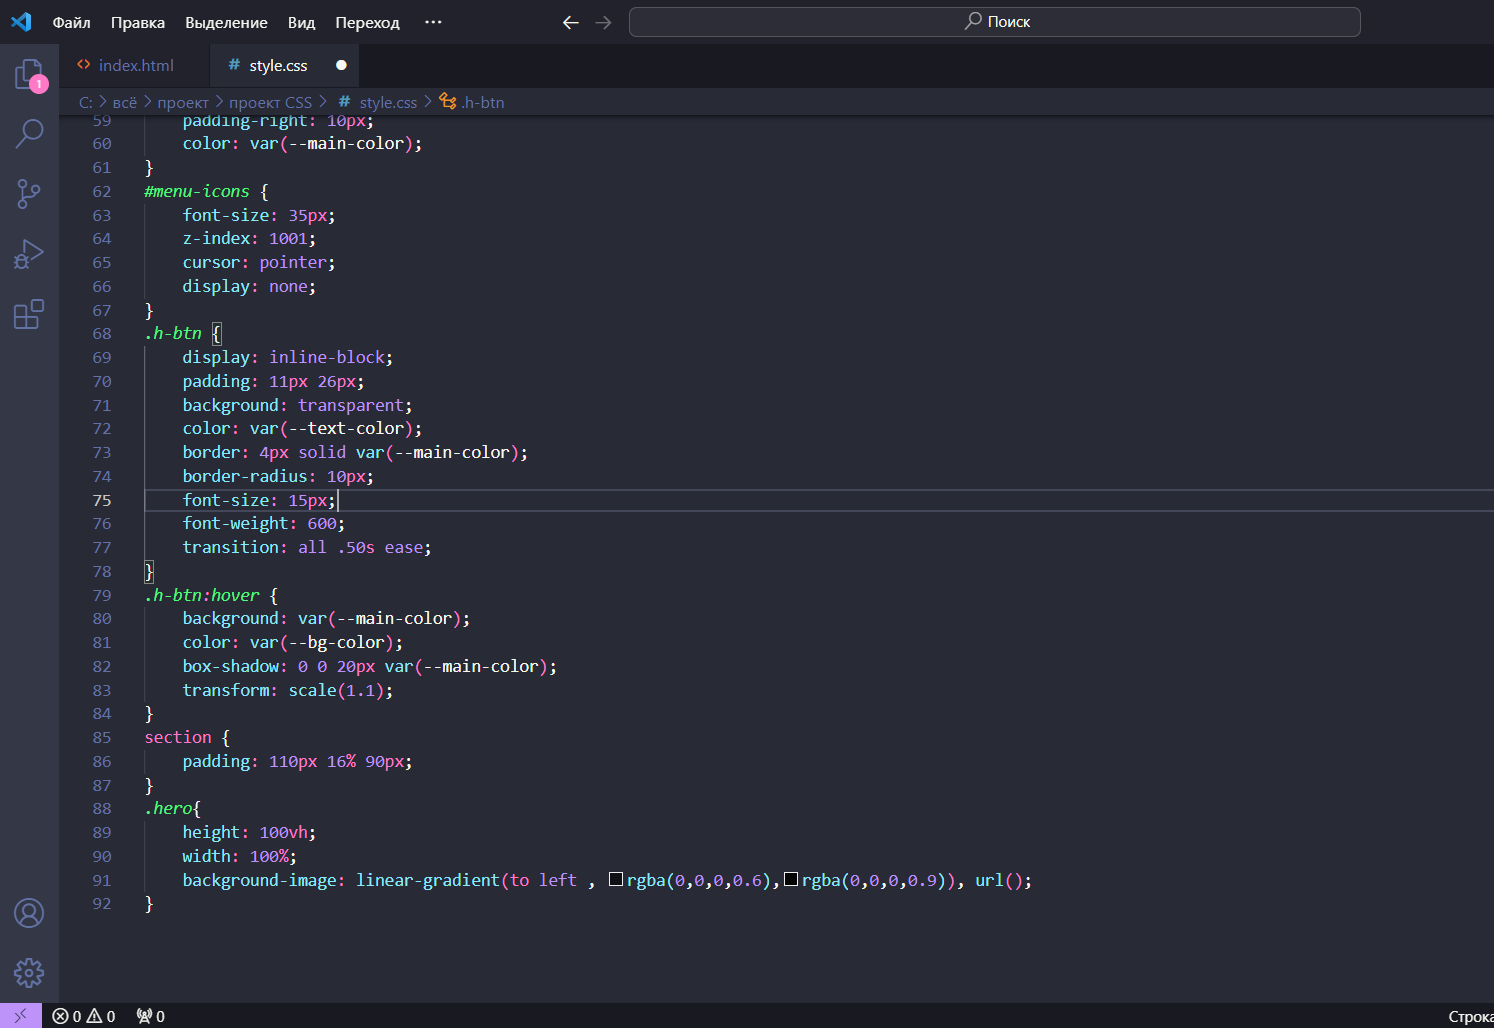 Файл Правка Выделение Вид Переход ··· Поиск
1
index.html
# style.css
C: > всё > проект > проект CSS > # style.css > .h-btn
59 padding-right: 10px;
60 color: var(--main-color);
61 }
62 #menu-icons {
63 font-size: 35px;
64 z-index: 1001;
65 cursor: pointer;
66 display: none;
67 }
68 .h-btn {
69 display: inline-block;
70 padding: 11px 26px;
71 background: transparent;
72 color: var(--text-color);
73 border: 4px solid var(--main-color);
74 border-radius: 10px;
75 font-size: 15px;
76 font-weight: 600;
77 transition: all .50s ease;
78 }
79 .h-btn:hover {
80 background: var(--main-color);
81 color: var(--bg-color);
82 box-shadow: 0 0 20px var(--main-color);
83 transform: scale(1.1);
84 }
85 section {
86 padding: 110px 16% 90px;
87 }
88 .hero{
89 height: 100vh;
90 width: 100%;
91 background-image: linear-gradient(to left , rgba(0,0,0,0.6),rgba(0,0,0,0.9)), url();
92 }
0 0 0
Строка